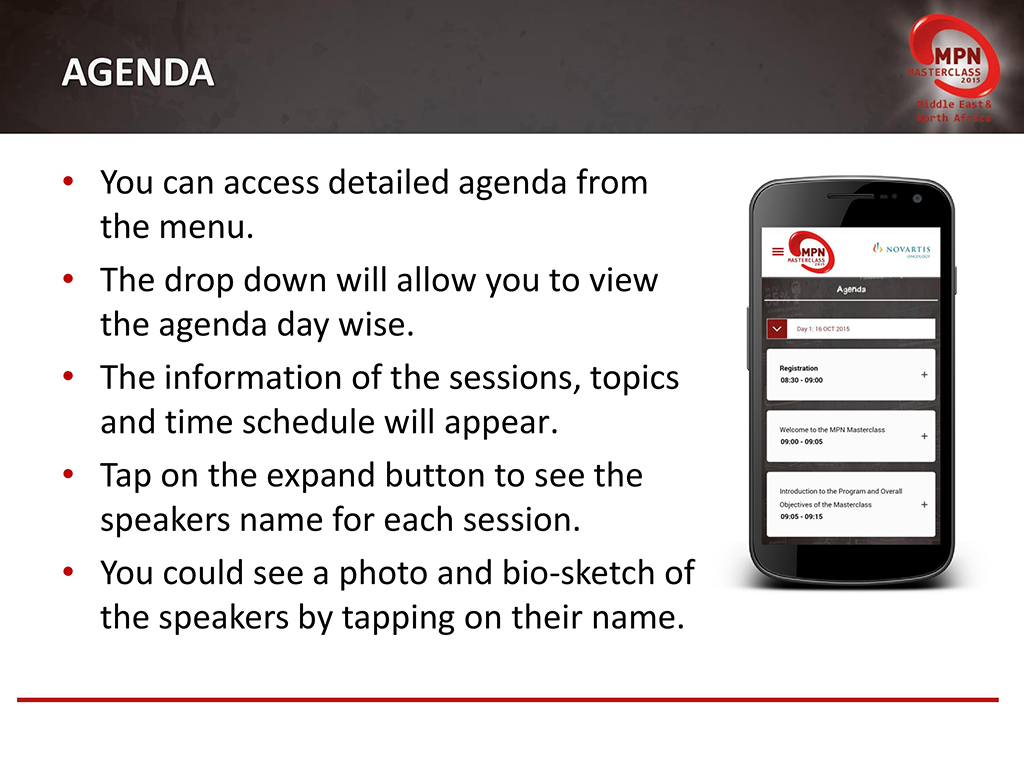 AGENDA
MPN
MASTERCLASS
2015
Middle East &
North Africa
• You can access detailed agenda from
the menu.
• The drop down will allow you to view
the agenda day wise.
• The information of the sessions, topics
and time schedule will appear.
• Tap on the expand button to see the
speakers name for each session.
• You could see a photo and bio-sketch of
the speakers by tapping on their name.
MPN
MASTERCLASS
2015
NOVARTIS
ONCOLOGY
Agenda
Day 1: 16 OCT 2015
Registration
08:30 - 09:00
+
Welcome to the MPN Masterclass
09:00 - 09:05
+
Introduction to the Program and Overall
Objectives of the Masterclass
09:05 - 09:15
+